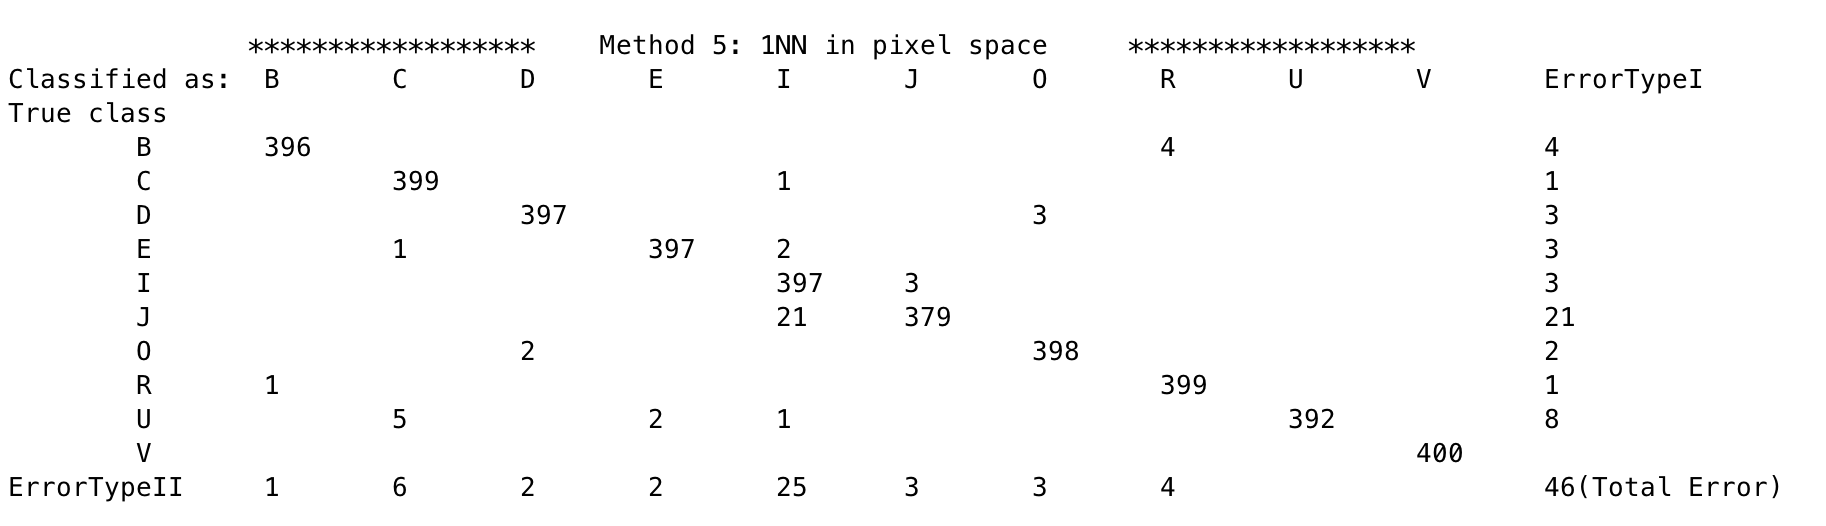 ****************** Method 5: 1NN in pixel space ******************
Classified as: B C D E I J O R U V ErrorTypeI
True class
B 396 4 4
C 399 1 1
D 397 3 3
E 1 397 2 3
I 397 3 3
J 21 379 21
O 2 398 2
R 1 399 1
U 5 2 1 392 8
V 400
ErrorTypeII 1 6 2 2 25 3 3 4 46(Total Error)